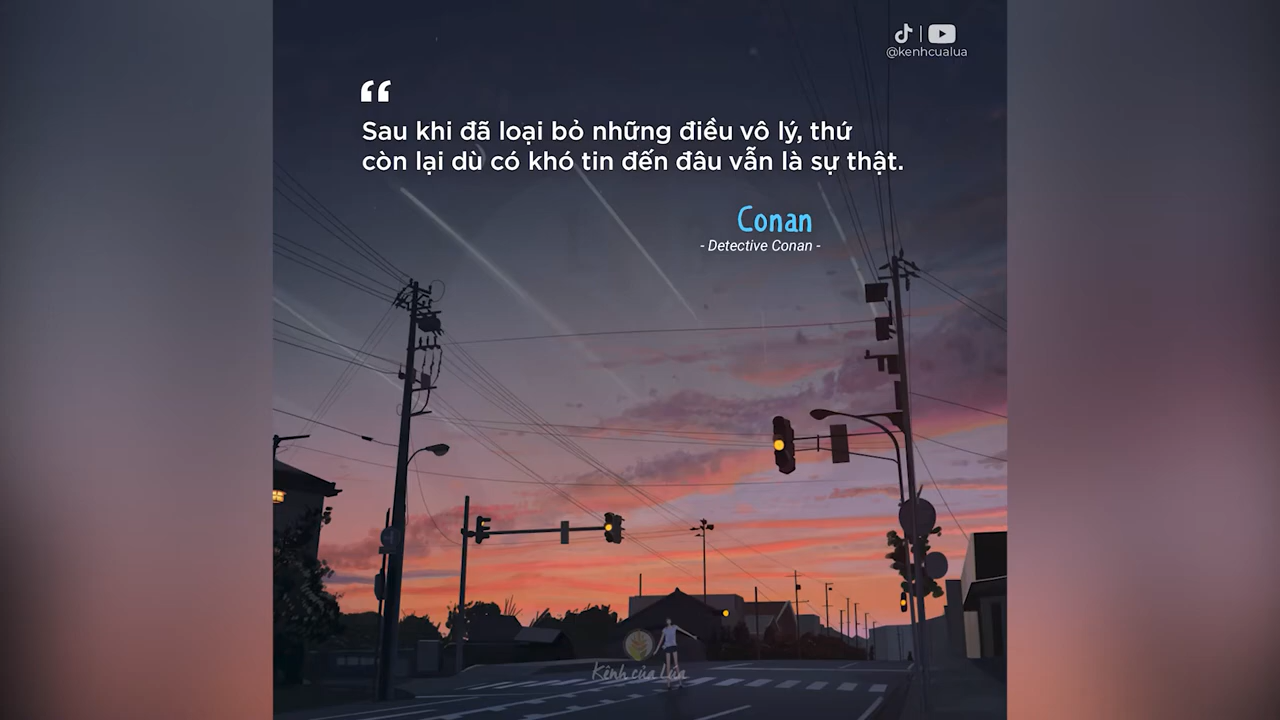 @kenhcualua
“
Sau khi đã loại bỏ những điều vô lý, thứ
còn lại dù có khó tin đến đâu vẫn là sự thật.
Conan
- Detective Conan -
Kênh của Lúa